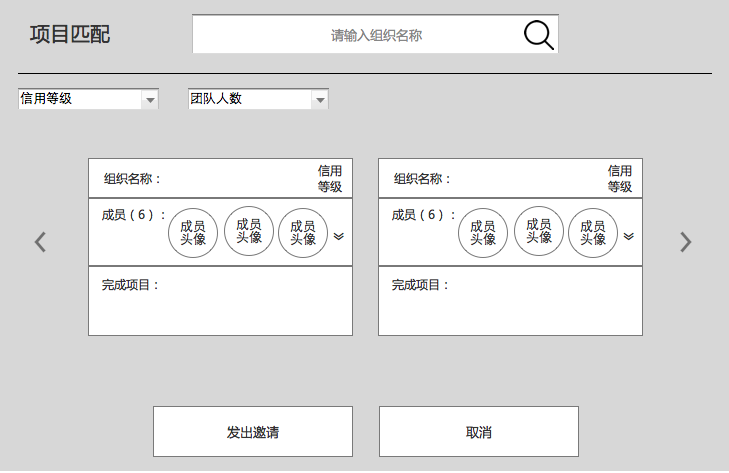 项目匹配
请输入组织名称
信用等级
团队人数
组织名称：
信用
等级
成员（6）：
成员
头像
成员
头像
成员
头像
完成项目：
组织名称：
信用
等级
成员（6）：
成员
头像
成员
头像
成员
头像
完成项目：
发出邀请
取消